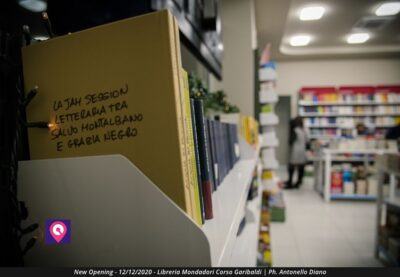 LA JAM SESSION
LETTERARIA TRA
SALVO MONTALBANO
E GRAZIA NEGRO
New Opening - 12/12/2020 - Libreria Mondadori Corso Garibaldi | Ph. Antonello Diano